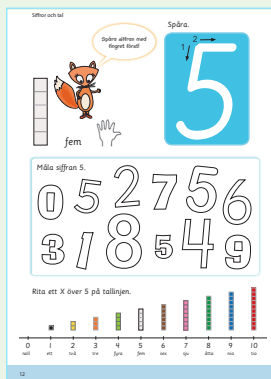 Siffror och tal
Spåra siffran med
fingret först!
Spåra.
1
2
5
fem
Måla siffran 5.
0 5 2 7 5 6
3 1 8 5 4 9
Rita ett X över 5 på tallinjen.
0 1 2 3 4 5 6 7 8 9 10
noll ett två tre fyra fem sex sju åtta nio tio
12